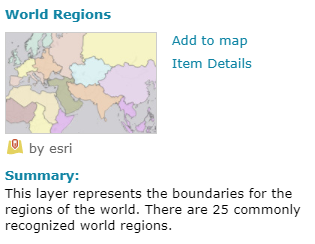 World Regions
Add to map
Item Details
by esri
Summary:
This layer represents the boundaries for the
regions of the world. There are 25 commonly
recognized world regions.